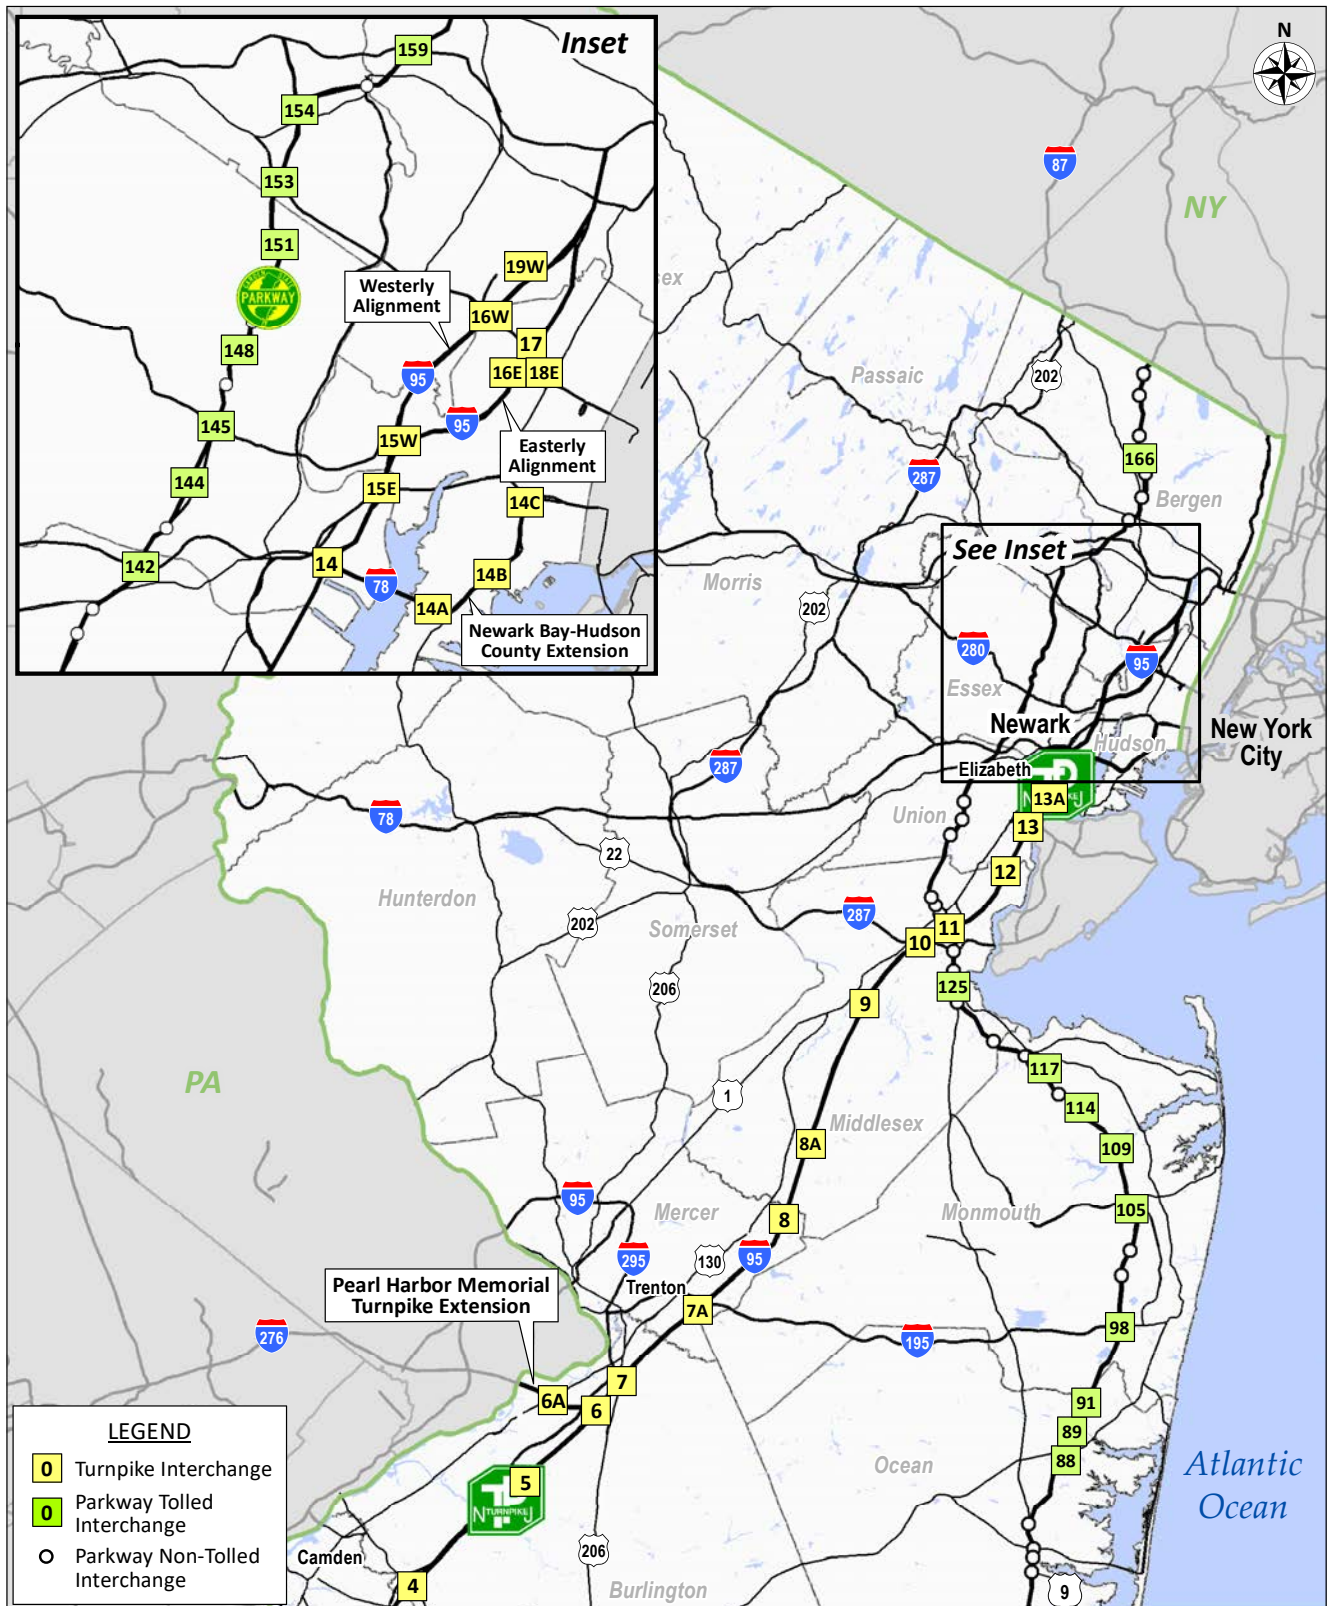 Inset
159
154
153
151
GARDEN STATE
PARKWAY
148
145
144
142
Westerly
Alignment
19W
16W
17
16E
18E
95
95
15W
Easterly
Alignment
15E
14C
14
78
14B
14A
Newark Bay-Hudson
County Extension
N
87
NY
sex
Passaic
202
287
166
Bergen
See Inset
Morris
202
280
95
Essex
Newark
Hudson
New York
City
287
Elizabeth
13A
78
Union
13
22
12
Hunterdon
202
Somerset
287
11
10
206
125
9
PA
117
1
114
Middlesex
8A
109
95
Mercer
8
Monmouth
105
295
130
95
Pearl Harbor Memorial
Turnpike Extension
Trenton
7A
276
195
98
7
6A
6
91
89
88
LEGEND
0 Turnpike Interchange
0 Parkway Tolled
Interchange
Parkway Non-Tolled
Interchange
5
N TURNPIKE J
Ocean
Atlantic
Ocean
Camden
206
4
Burlington
9